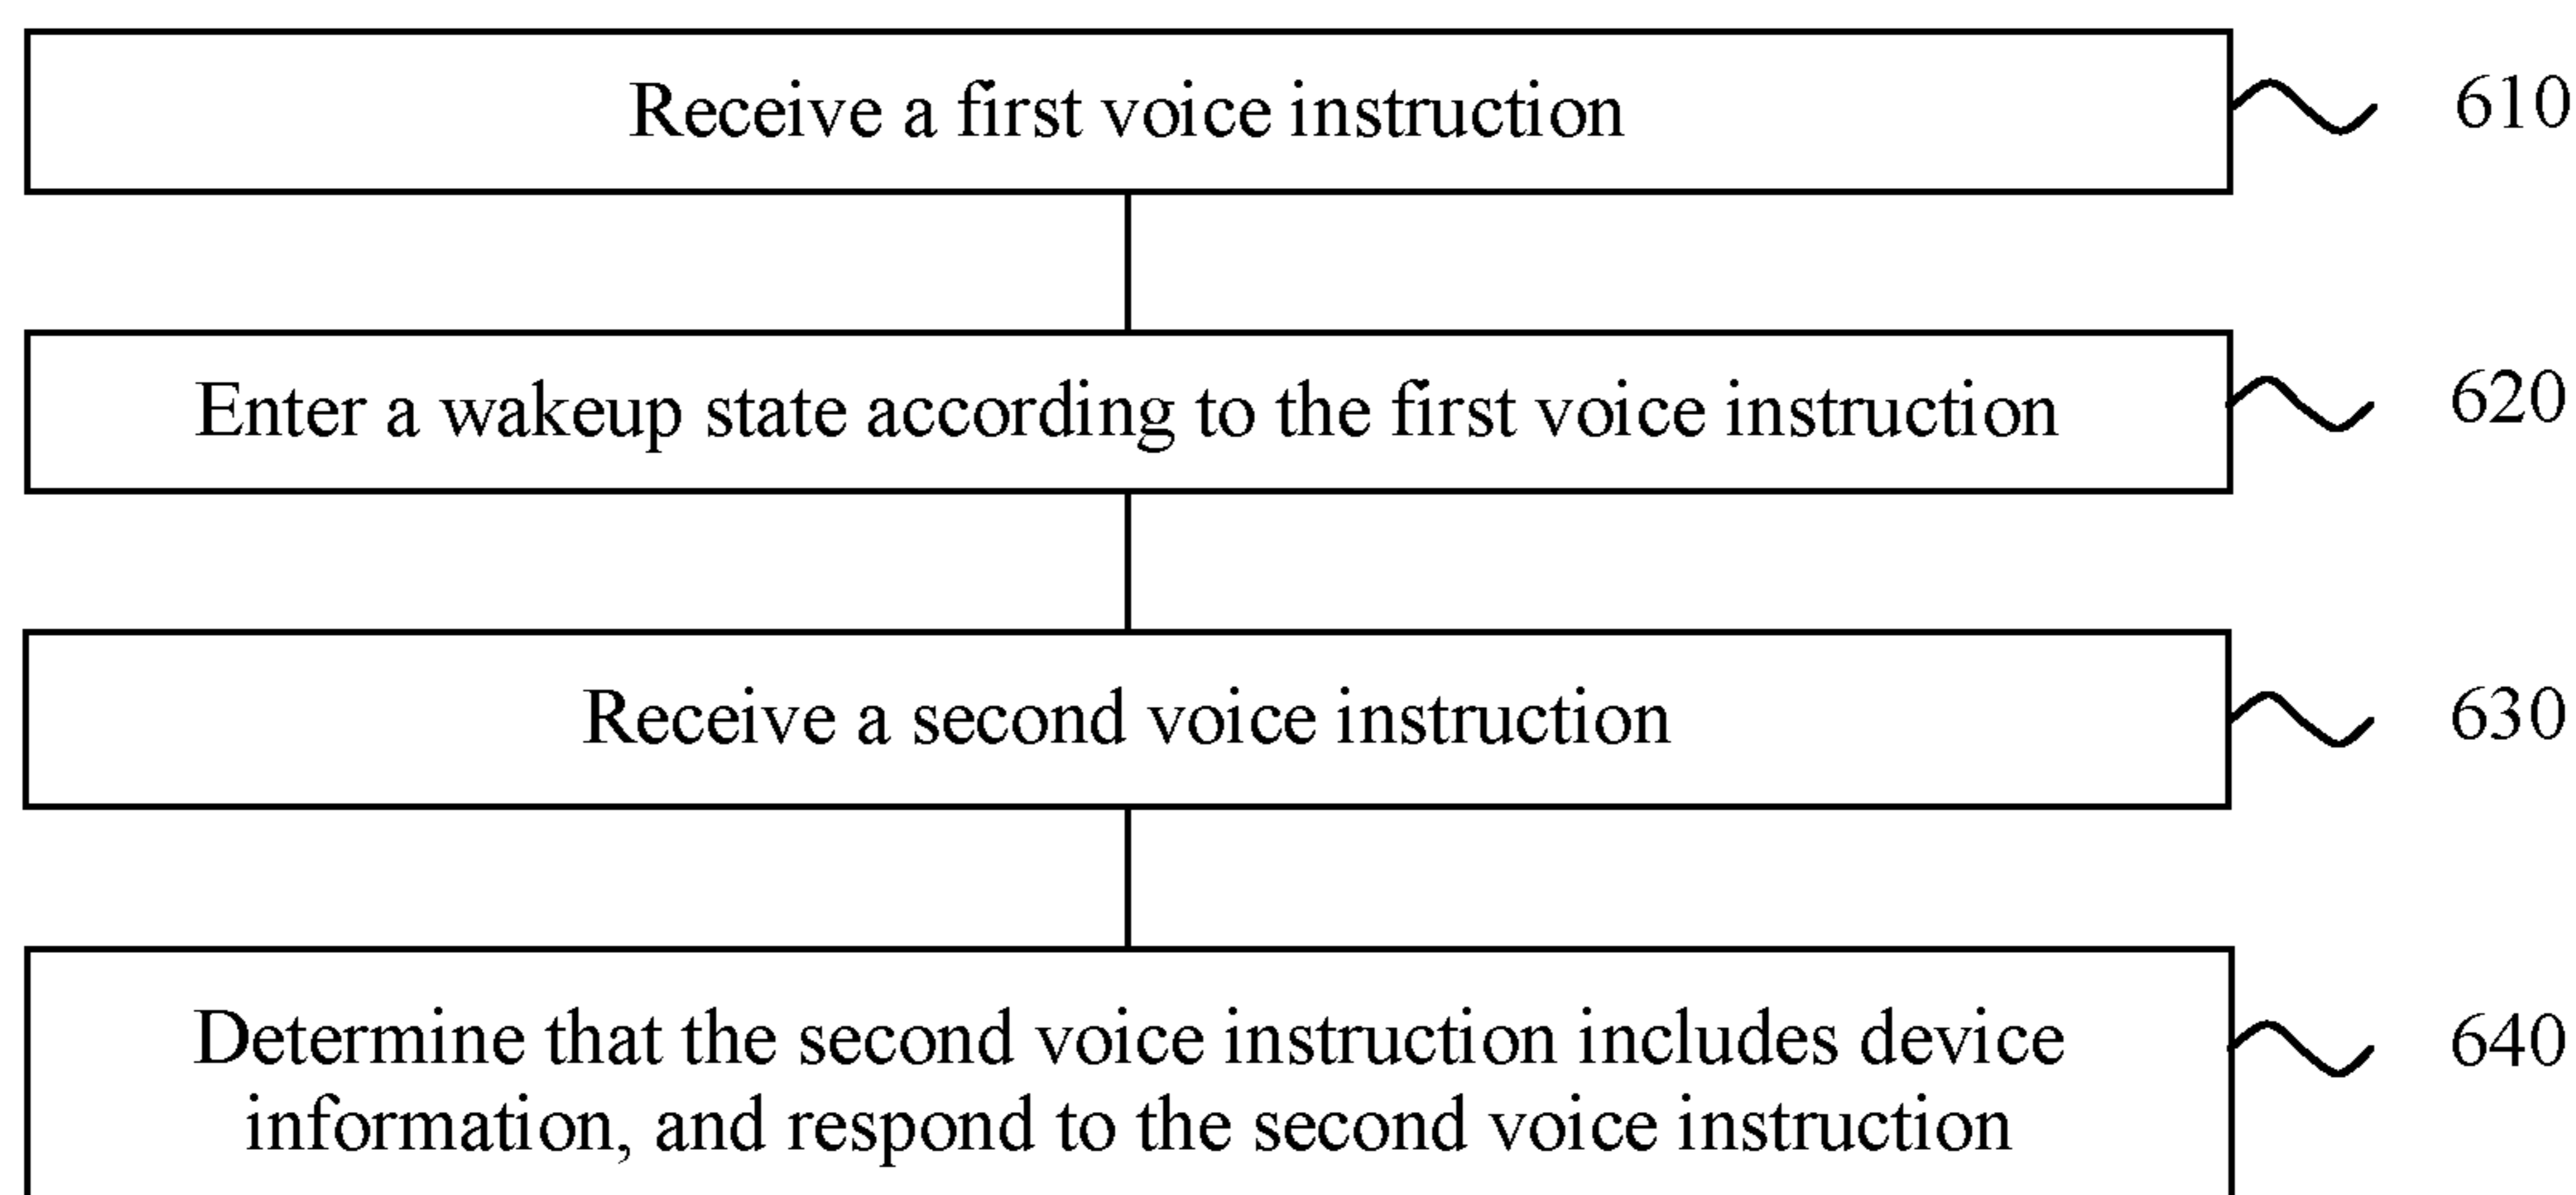 Receive a first voice instruction 610
Enter a wakeup state according to the first voice instruction 620
Receive a second voice instruction 630
Determine that the second voice instruction includes device 640
information, and respond to the second voice instruction